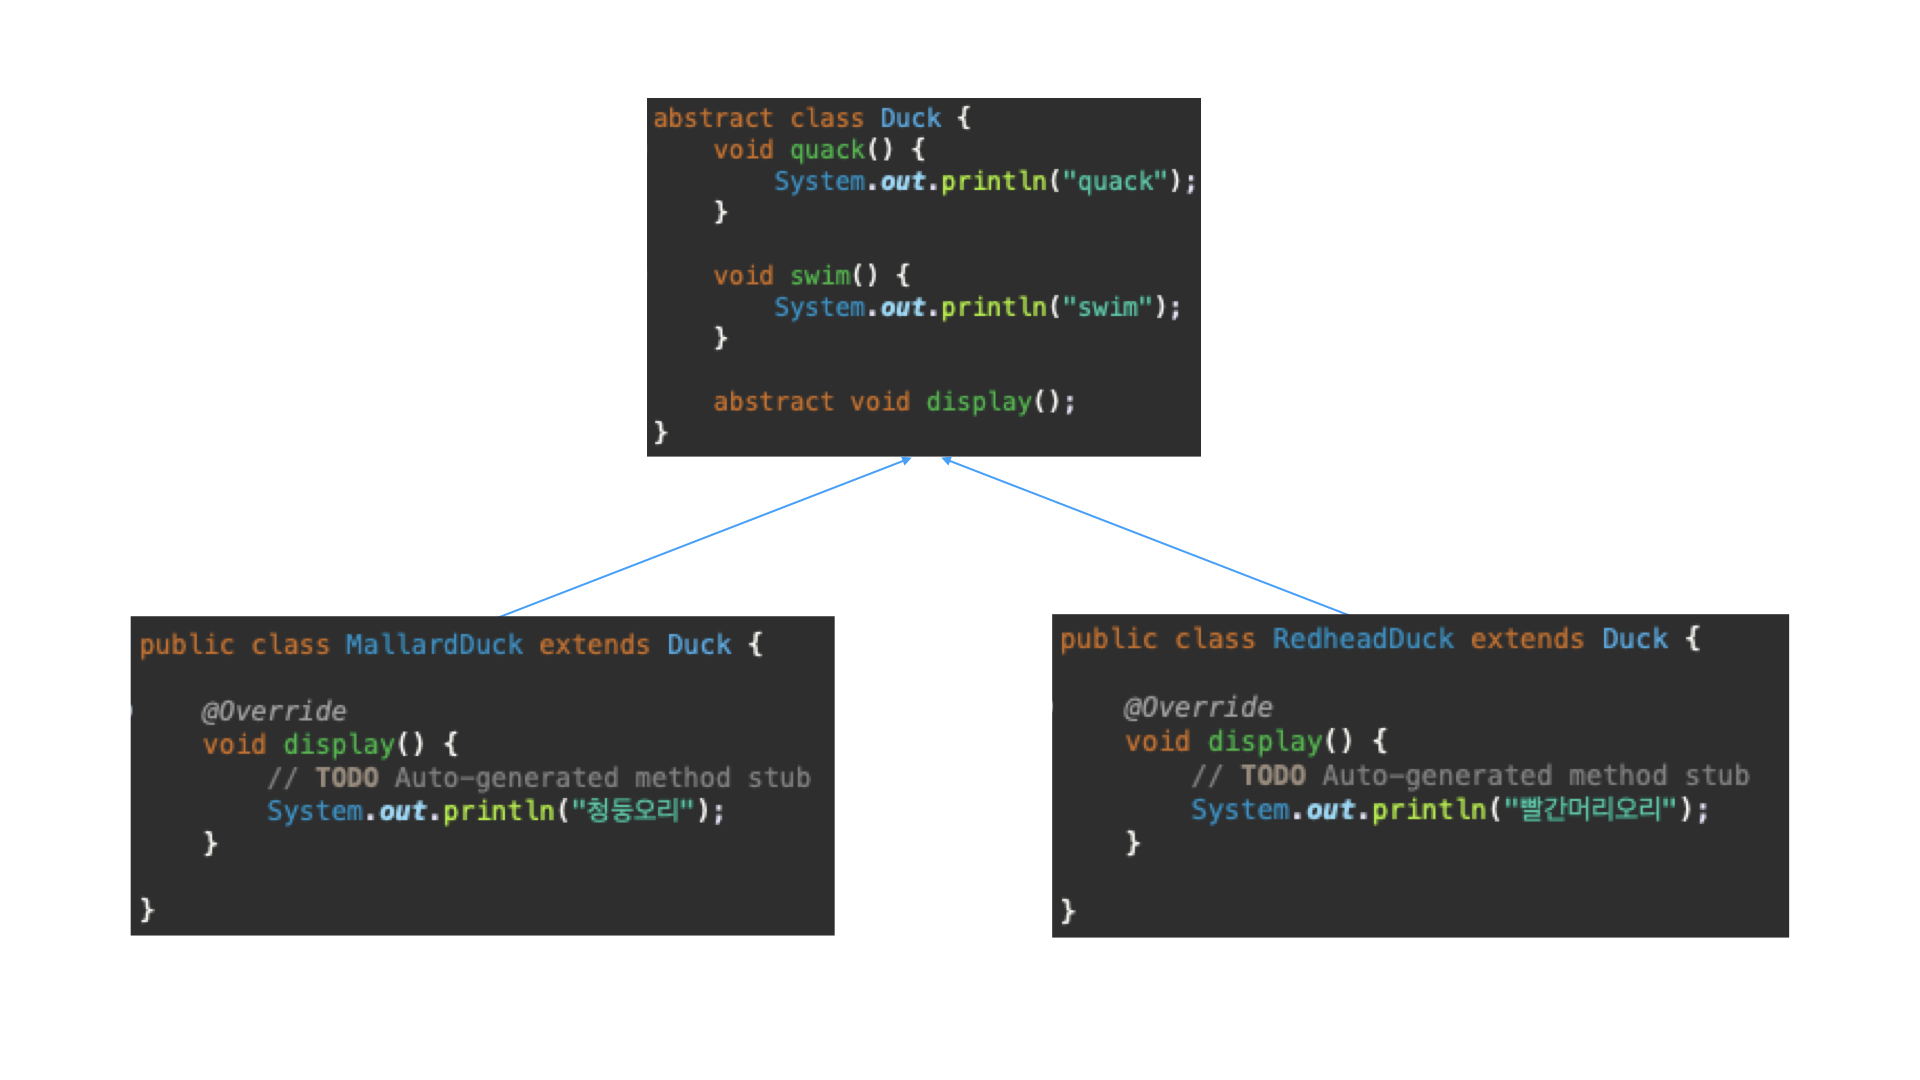 abstract class Duck {
    void quack() {
        System.out.println("quack");
    }

    void swim() {
        System.out.println("swim");
    }

    abstract void display();
}
public class MallardDuck extends Duck {

    @Override
    void display() {
        // TODO Auto-generated method stub
        System.out.println("청둥오리");
    }

}
public class RedheadDuck extends Duck {

    @Override
    void display() {
        // TODO Auto-generated method stub
        System.out.println("빨간머리오리");
    }

}